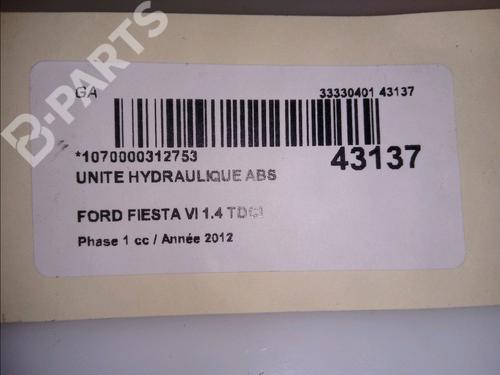 B-PARTS
GA 33330401 43137
*1070000312753 43137
UNITE HYDRAULIQUE ABS
FORD FIESTA VI 1.4 TDCI
Phase 1 cc / Année 2012